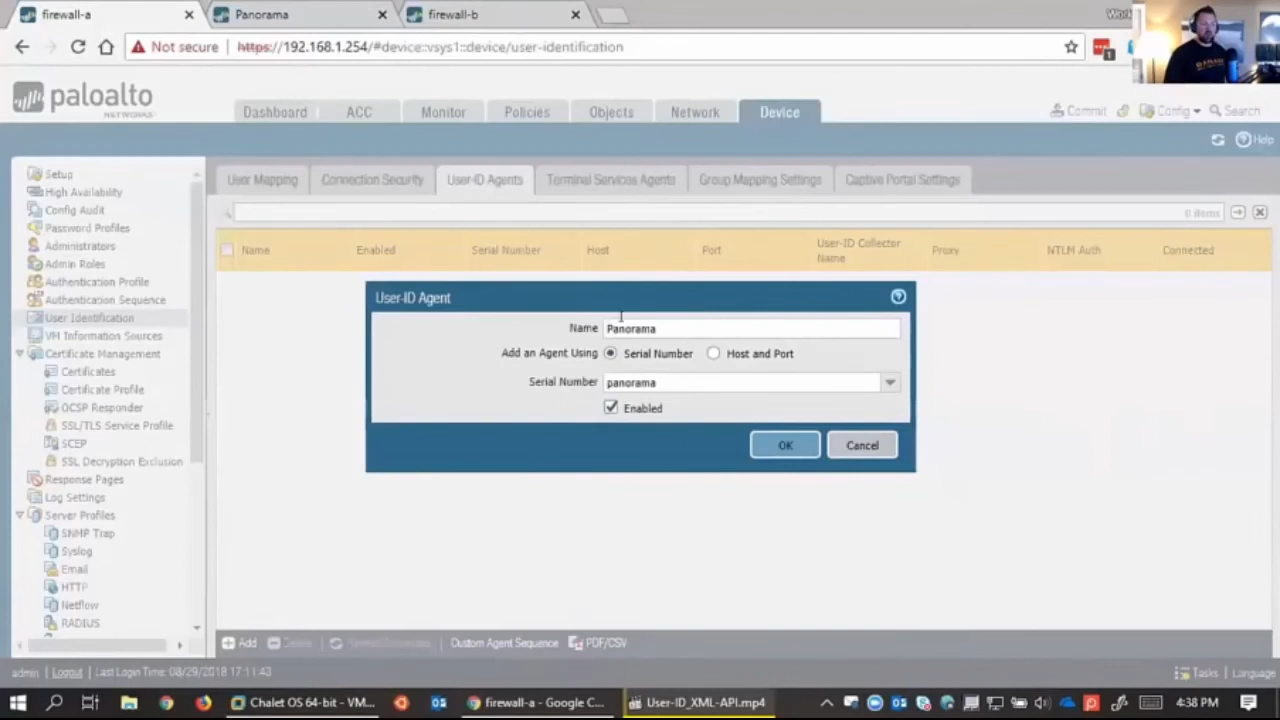 firewall-a
Panorama
firewall-b
Work
Not secure
https://192.168.1.254/#device::vsys1::device/user-identification
1
paloalto
NETWORKS
Dashboard
ACC
Monitor
Policies
Objects
Network
Device
Commit
Config
Search
Help
Setup
High Availability
Config Audit
Password Profiles
Administrators
Admin Roles
Authentication Profile
Authentication Sequence
User Identification
VM Information Sources
Certificate Management
Certificates
Certificate Profile
OCSP Responder
SSL/TLS Service Profile
SCEP
SSL Decryption Exclusion
Response Pages
Log Settings
Server Profiles
SNMP Trap
Syslog
Email
HTTP
Netflow
RADIUS
User Mapping
Connection Security
User-ID Agents
Terminal Services Agents
Group Mapping Settings
Captive Portal Settings
0 items
Name
Enabled
Serial Number
Host
Port
User-ID Collector
Name
Proxy
NTLM Auth
Connected
User-ID Agent
Name
Panorama
Add an Agent Using
Serial Number
Host and Port
Serial Number
panorama
Enabled
OK
Cancel
Add
Delete
Custom Agent Sequence
PDF/CSV
admin | Logout | Last Login Time: 08/29/2018 17:11:43
Tasks | Language
Chalet OS 64-bit - VM...
firewall-a - Google C...
User-ID_XML-API.mp4
4:38 PM